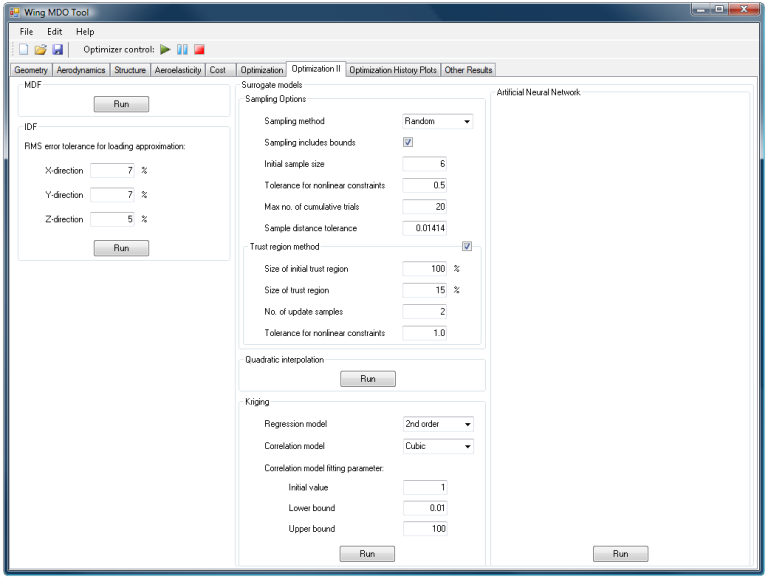 Wing MDO Tool
File Edit Help
Optimizer control:
Geometry Aerodynamics Structure Aeroelasticity Cost Optimization Optimization II Optimization History Plots Other Results
MDF
Run
IDF
RMS error tolerance for loading approximation:
X-direction 7 %
Y-direction 7 %
Z-direction 5 %
Run
Surrogate models
Sampling Options
Sampling method Random
Sampling includes bounds
Initial sample size 6
Tolerance for nonlinear constraints 0.5
Max no. of cumulative trials 20
Sample distance tolerance 0.01414
Trust region method
Size of initial trust region 100 %
Size of trust region 15 %
No. of update samples 2
Tolerance for nonlinear constraints 1.0
Quadratic interpolation
Run
Kriging
Regression model 2nd order
Correlation model Cubic
Correlation model fitting parameter:
Initial value 1
Lower bound 0.01
Upper bound 100
Run
Artificial Neural Network
Run